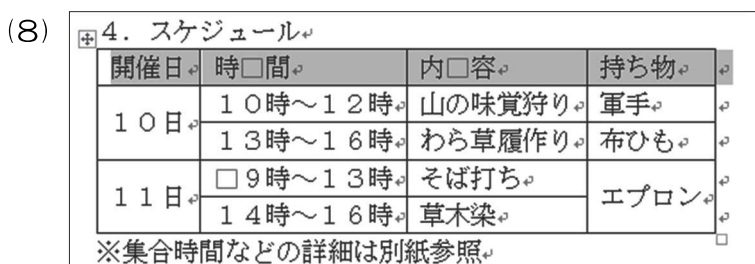 (8)
4．スケジュール
開催日 時□間 内□容 持ち物
10日 10時～12時 山の味覚狩り 軍手
13時～16時 わら草履作り 布ひも
11日 □9時～13時 そば打ち エプロン
14時～16時 草木染
※集合時間などの詳細は別紙参照